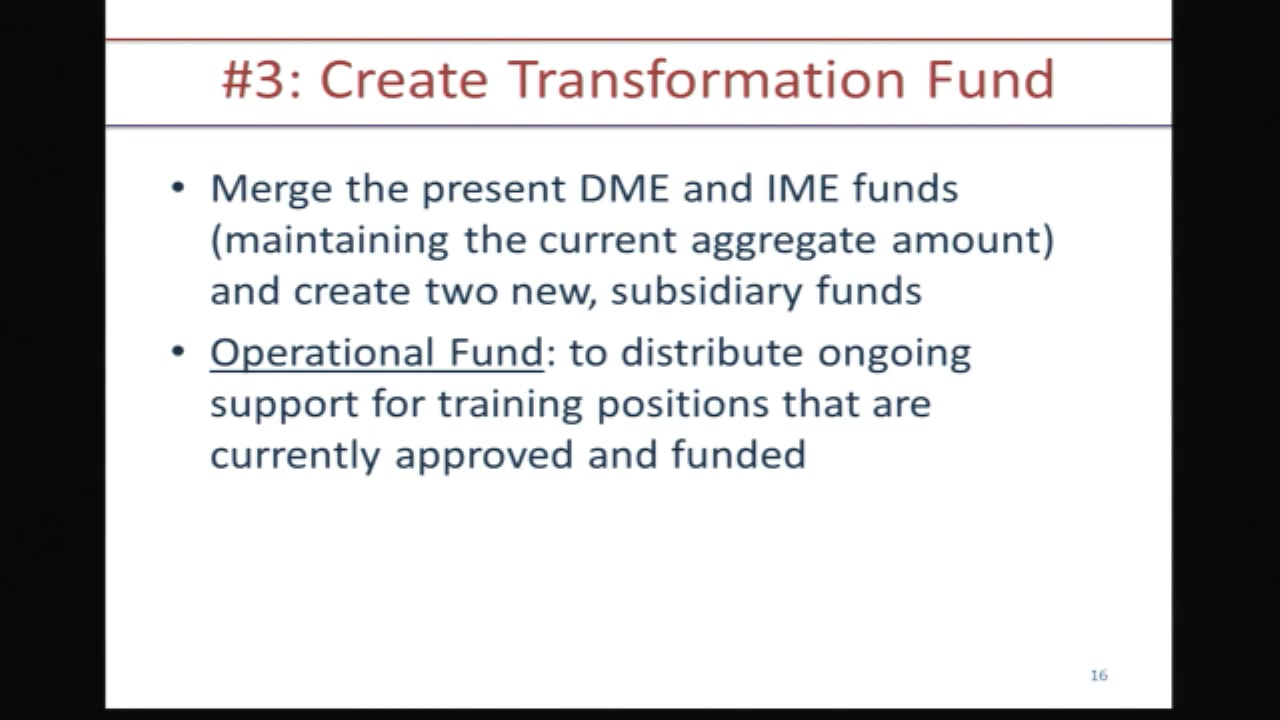 #3: Create Transformation Fund
• Merge the present DME and IME funds
(maintaining the current aggregate amount)
and create two new, subsidiary funds
• Operational Fund: to distribute ongoing
support for training positions that are
currently approved and funded
16